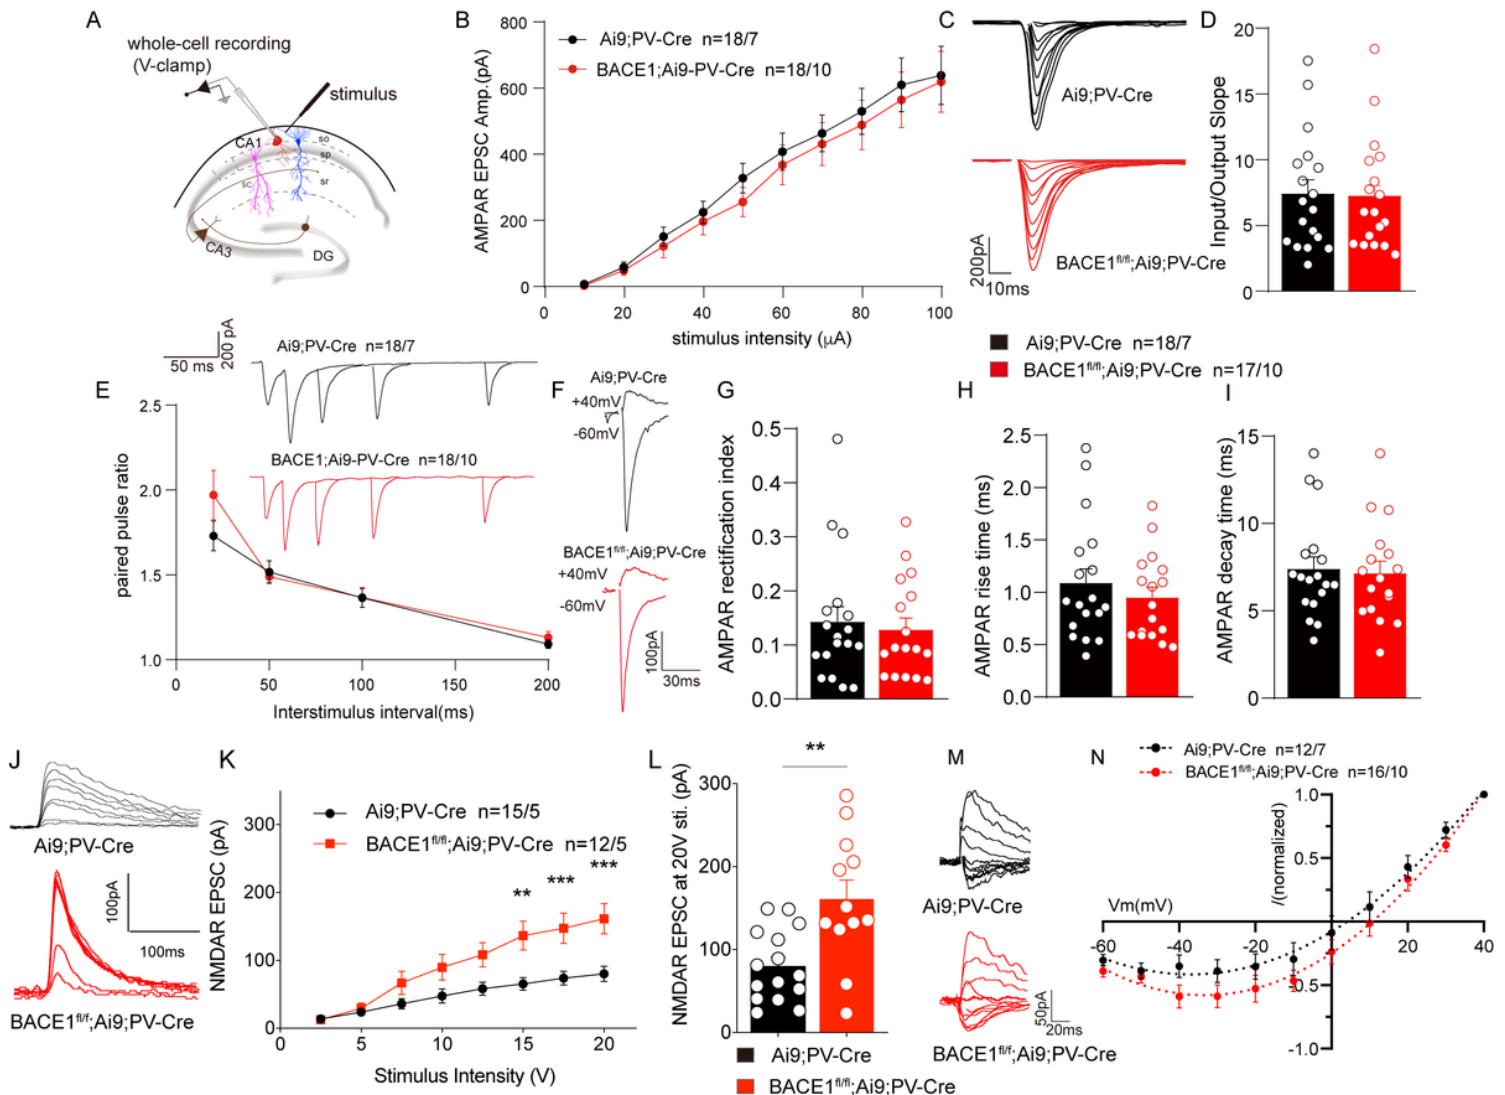 A
whole-cell recording
(V-clamp)
stimulus
CA1
so
sp
sr
sc
CA3
DG
B
AMPAR EPSC Amp.(pA)
800
600
400
200
0
Ai9;PV-Cre n=18/7
BACE1;Ai9-PV-Cre n=18/10
0 20 40 60 80 100
stimulus intensity (μA)
C
Ai9;PV-Cre
BACE1fl/fl;Ai9;PV-Cre
200pA
10ms
D
Input/Output Slope
20
15
10
5
0
Ai9;PV-Cre n=18/7
BACE1fl/fl;Ai9;PV-Cre n=17/10
E
50 ms
200 pA
Ai9;PV-Cre n=18/7
BACE1;Ai9-PV-Cre n=18/10
paired pulse ratio
2.5
2.0
1.5
1.0
0 50 100 150 200
Interstimulus interval(ms)
F
Ai9;PV-Cre
+40mV
-60mV
BACE1fl/fl;Ai9;PV-Cre
+40mV
-60mV
100pA
30ms
G
AMPAR rectification index
0.5
0.4
0.3
0.2
0.1
0.0
H
AMPAR rise time (ms)
2.5
2.0
1.5
1.0
0.5
0.0
I
AMPAR decay time (ms)
15
10
5
0
J
Ai9;PV-Cre
100pA
100ms
BACE1fl/f;Ai9;PV-Cre
K
NMDAR EPSC (pA)
300
200
100
0
Ai9;PV-Cre n=15/5
BACE1fl/fl;Ai9;PV-Cre n=12/5
** *** ***
0 5 10 15 20
Stimulus Intensity (V)
L
NMDAR EPSC at 20V sti. (pA)
**
300
200
100
0
Ai9;PV-Cre
BACE1fl/fl;Ai9;PV-Cre
M
Ai9;PV-Cre
50pA
20ms
BACE1fl/f;Ai9;PV-Cre
N
Ai9;PV-Cre n=12/7
BACE1fl/fl;Ai9;PV-Cre n=16/10
I(normalized)
1.0
0.5
Vm(mV)
-60 -40 -20 20 40
-0.5
-1.0